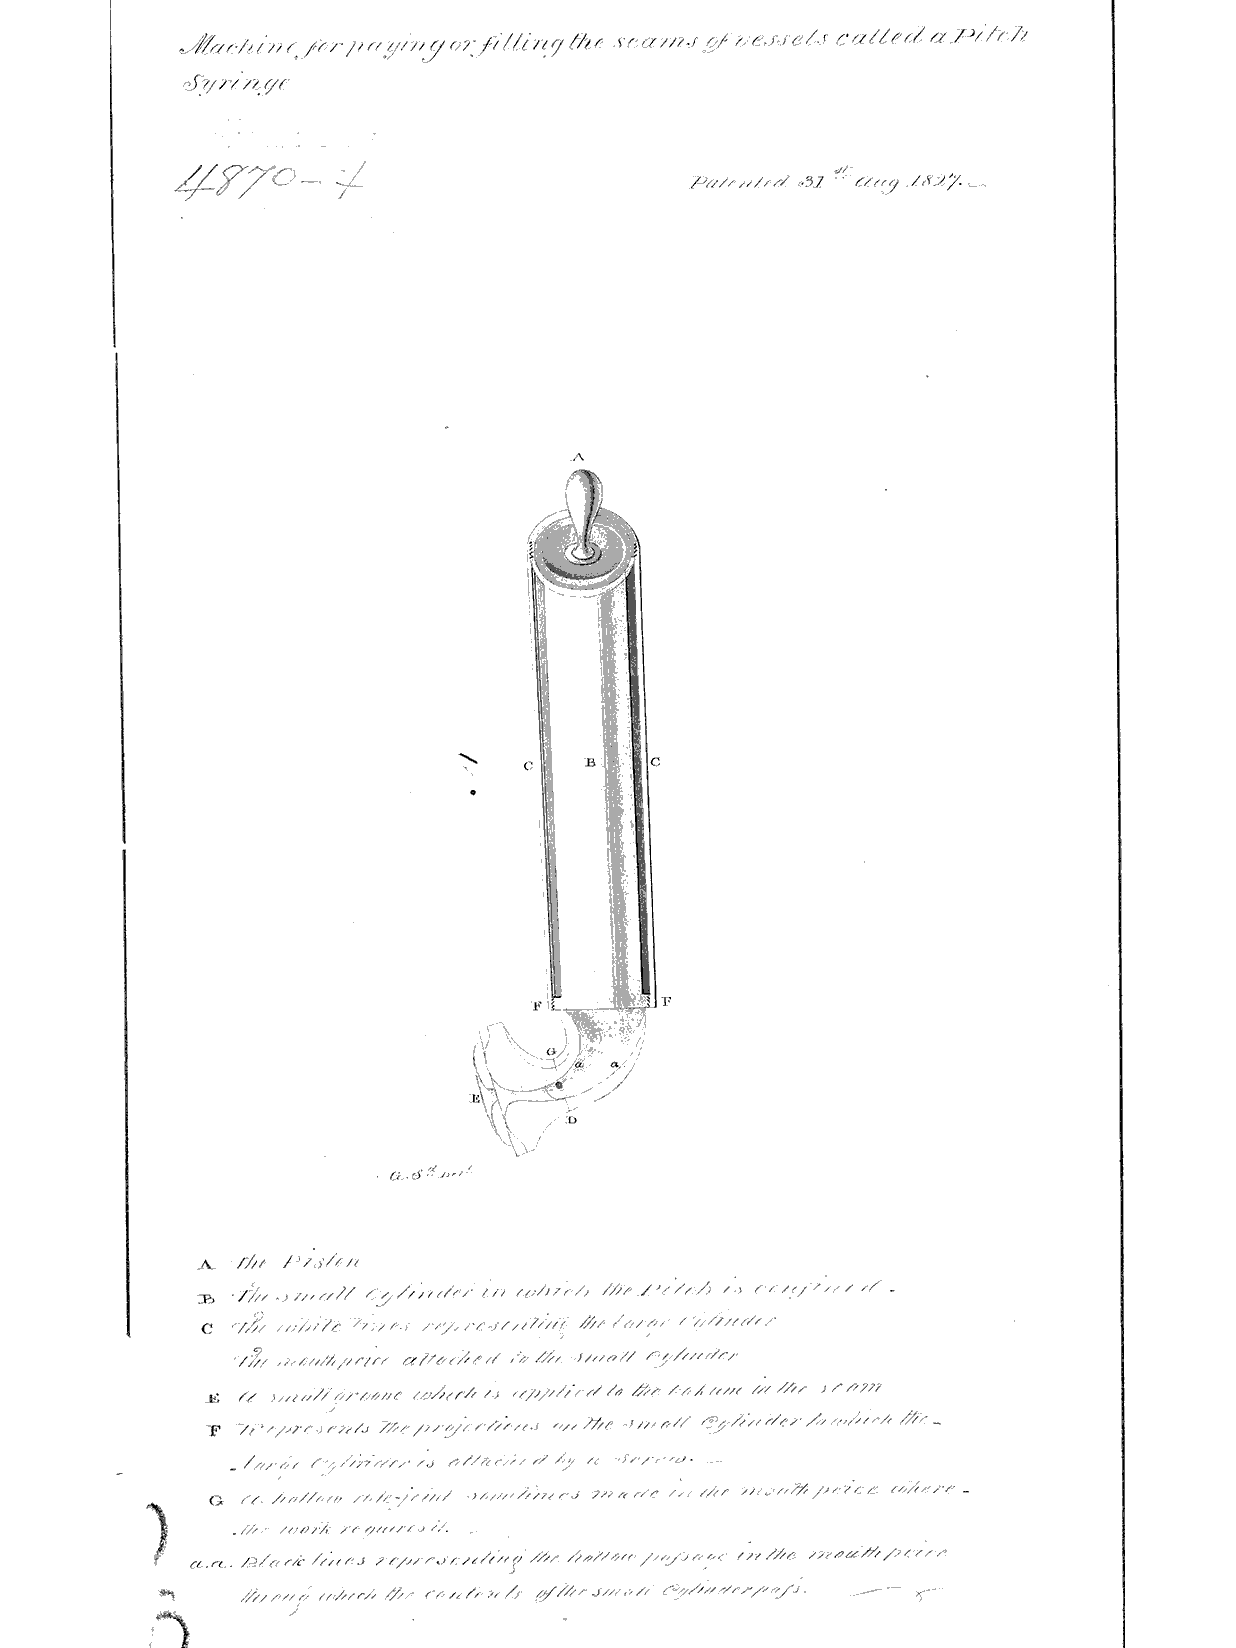 Machine for paying or filling the seams of vessels called a Pitch
Syringe
4870-
Patented 31st Aug 1827.
A
C B C
F F
G
a a
E
D
A The Piston
B The small Cylinder in which the Pitch is confined.
C The white lines representing the large Cylinder
The mouth peice attached to the small Cylinder
E A small groove which is applied to the Oakum in the seam
F Represents the projections on the small Cylinder to which the
large Cylinder is attached by a Screw.
G A hollow rule-joint sometimes made in the mouth peice where
the work requires it.
a.a. Black lines representing the hollow passage in the mouth peice
throug which the contents of the small Cylinder pass.